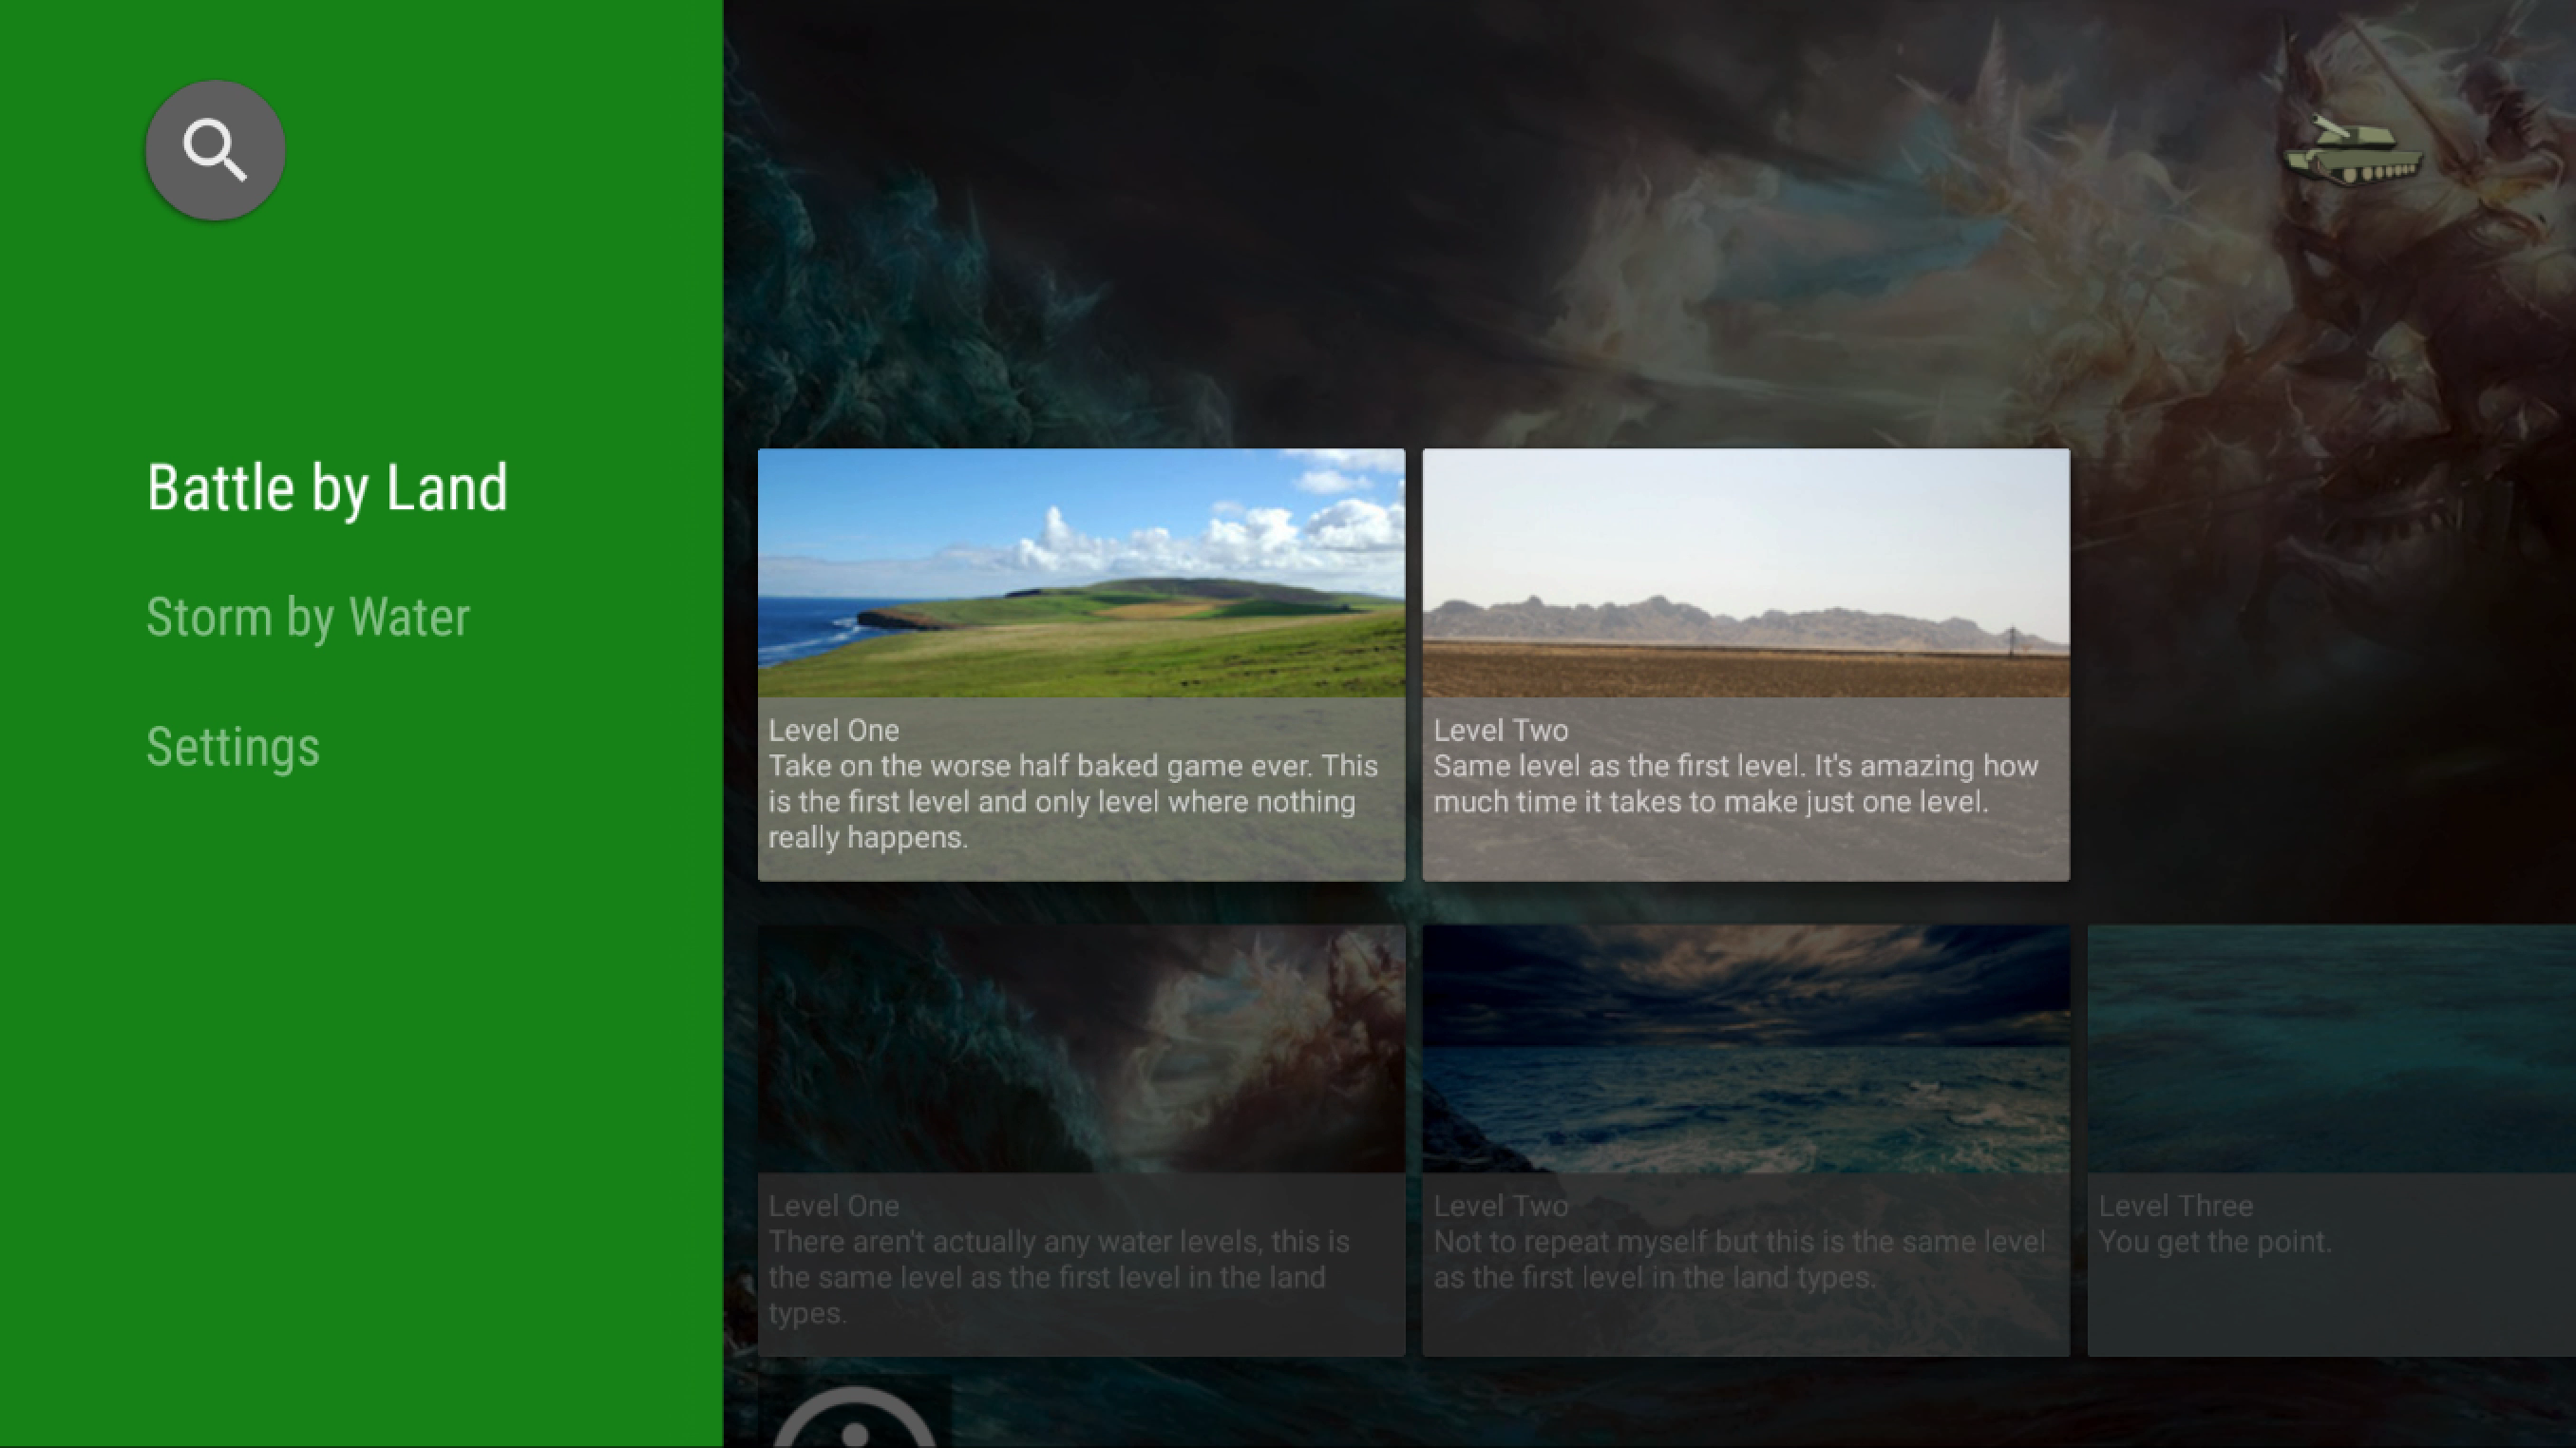 Battle by Land
Storm by Water
Settings
Level One
Take on the worse half baked game ever. This
is the first level and only level where nothing
really happens.
Level Two
Same level as the first level. It's amazing how
much time it takes to make just one level.
Level One
There aren't actually any water levels, this is
the same level as the first level in the land
types.
Level Two
Not to repeat myself but this is the same level
as the first level in the land types.
Level Three
You get the point.